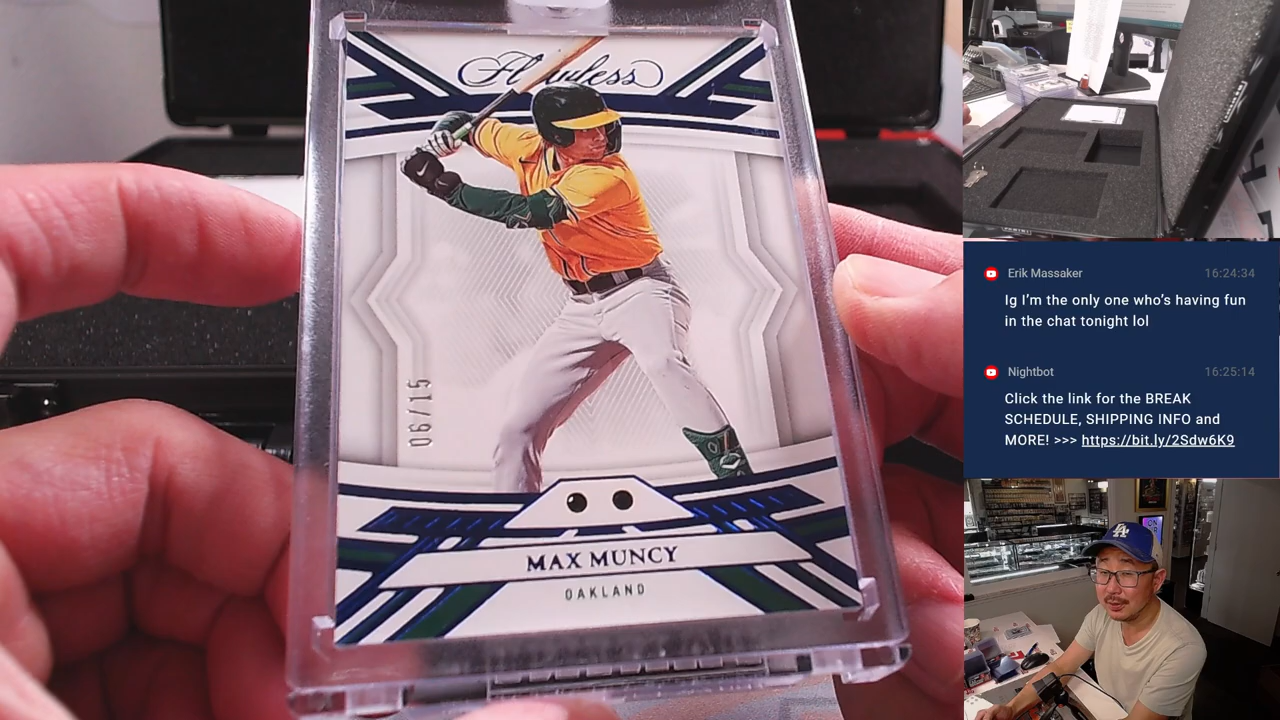 Flawless
06/15
MAX MUNCY
OAKLAND
Erik Massaker
16:24:34
Ig I'm the only one who's having fun
in the chat tonight lol
Nightbot
16:25:14
Click the link for the BREAK
SCHEDULE, SHIPPING INFO and
MORE! >>> https://bit.ly/2Sdw6K9
LA
ON